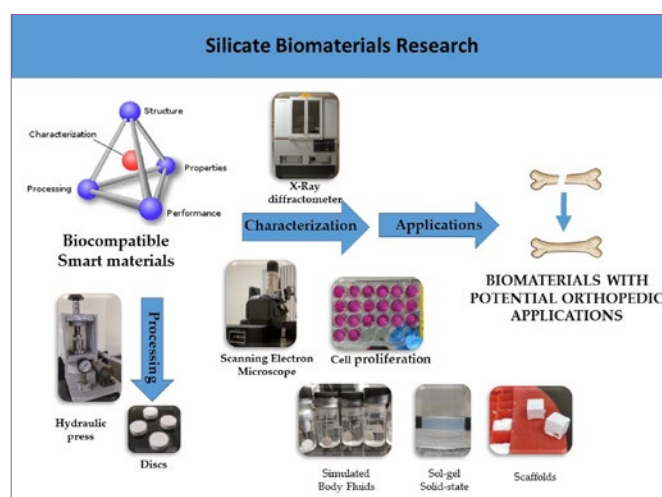 Silicate Biomaterials Research
Structure
Characterization
Properties
Processing
Performance
Biocompatible
Smart materials
X-Ray
diffractometer
Characterization
Applications
BIOMATERIALS WITH
POTENTIAL ORTHOPEDIC
APPLICATIONS
Processing
Scanning Electron
Microscope
Cell proliferation
Hydraulic
press
Discs
Simulated
Body Fluids
Sol-gel
Solid-state
Scaffolds